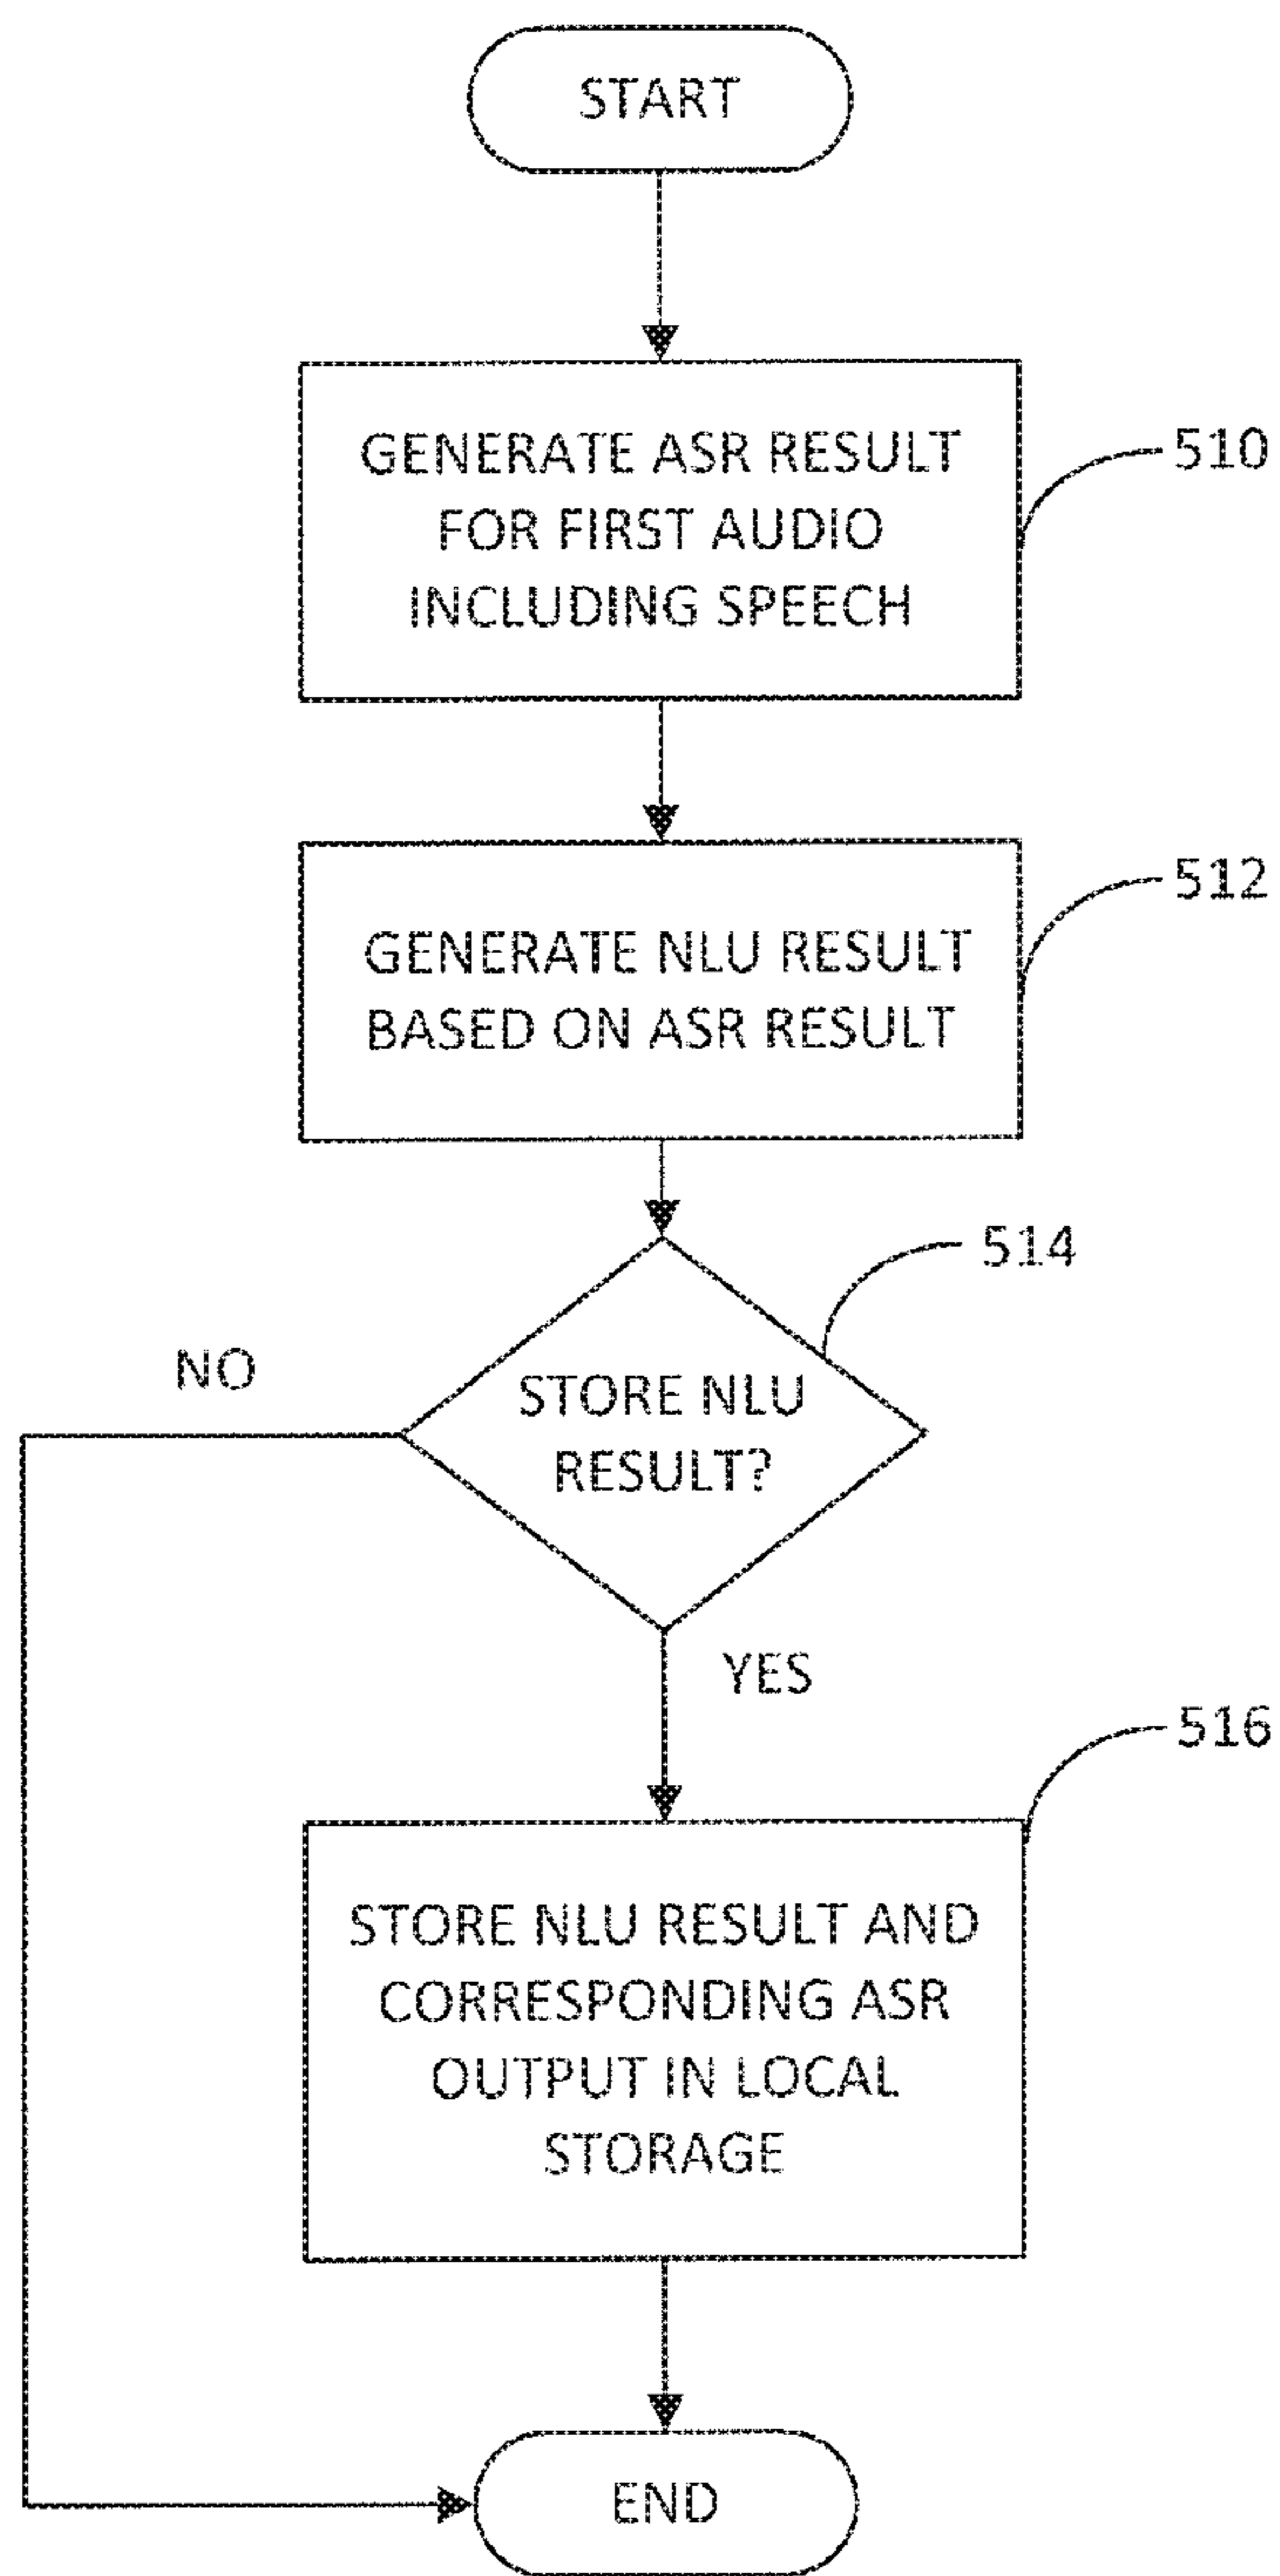 START
GENERATE ASR RESULT
FOR FIRST AUDIO
INCLUDING SPEECH
510
GENERATE NLU RESULT
BASED ON ASR RESULT
512
514
STORE NLU
RESULT?
NO
YES
516
STORE NLU RESULT AND
CORRESPONDING ASR
OUTPUT IN LOCAL
STORAGE
END